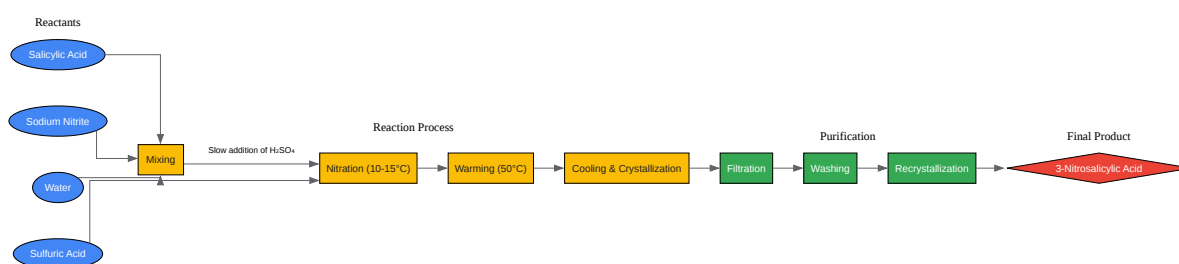 Reactants
Salicylic Acid
Sodium Nitrite
Water
Sulfuric Acid
Mixing
Slow addition of H₂SO₄
Reaction Process
Nitration (10-15°C)
Warming (50°C)
Cooling & Crystallization
Purification
Filtration
Washing
Recrystallization
Final Product
3-Nitrosalicylic Acid